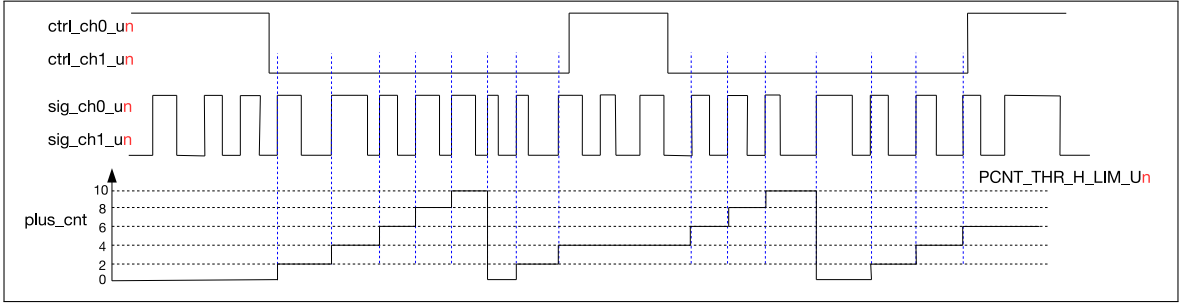 ctrl_ch0_un
ctrl_ch1_un
sig_ch0_un
sig_ch1_un
PCNT_THR_H_LIM_Un
plus_cnt
10
8
6
4
2
0